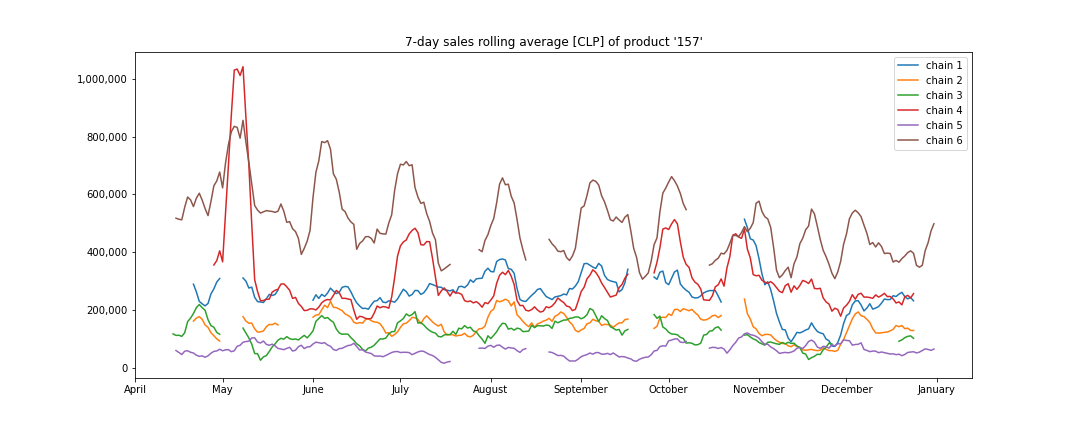 7-day sales rolling average [CLP] of product '157'
1,000,000
800,000
600,000
400,000
200,000
0
April May June July August September October November December January
chain 1
chain 2
chain 3
chain 4
chain 5
chain 6